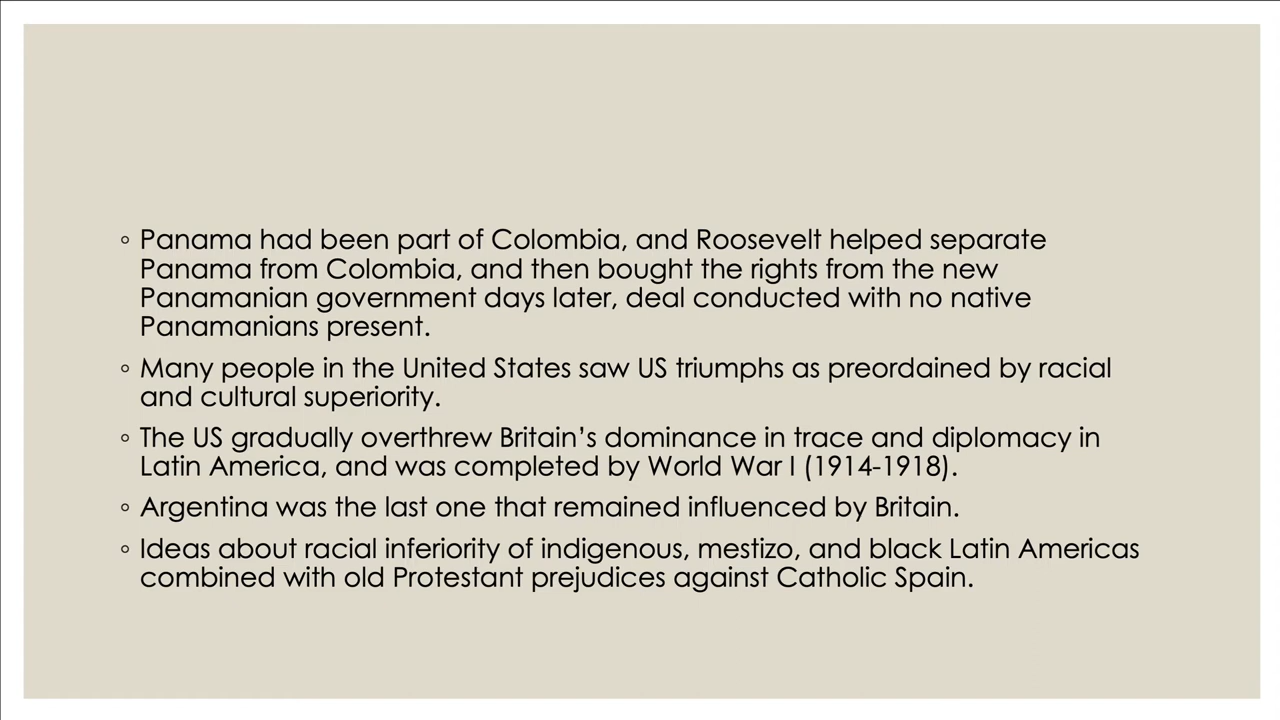 ◦ Panama had been part of Colombia, and Roosevelt helped separate
Panama from Colombia, and then bought the rights from the new
Panamanian government days later, deal conducted with no native
Panamanians present.
◦ Many people in the United States saw US triumphs as preordained by racial
and cultural superiority.
◦ The US gradually overthrew Britain’s dominance in trace and diplomacy in
Latin America, and was completed by World War I (1914-1918).
◦ Argentina was the last one that remained influenced by Britain.
◦ Ideas about racial inferiority of indigenous, mestizo, and black Latin Americas
combined with old Protestant prejudices against Catholic Spain.